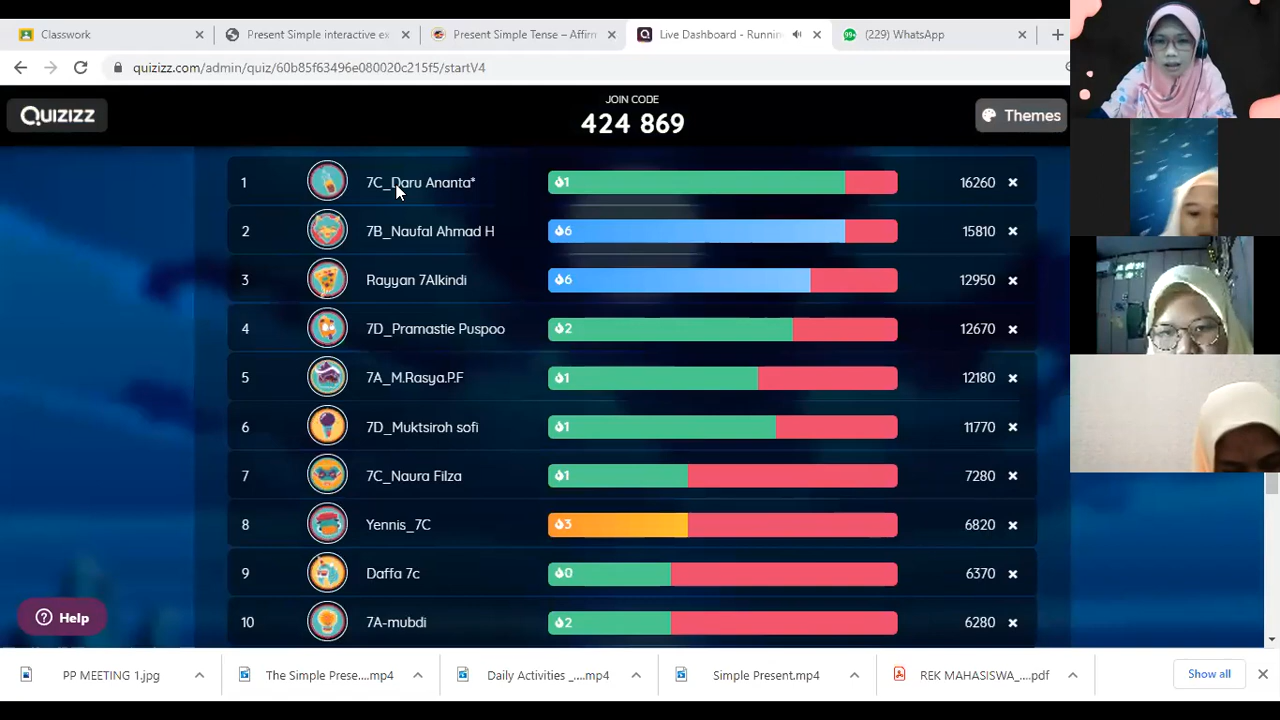 Classwork
Present Simple interactive ex
Present Simple Tense – Affirn
Live Dashboard - Runnin
99+
(229) WhatsApp
quizizz.com/admin/quiz/60b85f63496e080020c215f5/startV4
QUIZIZZ
JOIN CODE
424 869
Themes
1 7C_Daru Ananta* 1 16260
2 7B_Naufal Ahmad H 6 15810
3 Rayyan 7Alkindi 6 12950
4 7D_Pramastie Puspoo 2 12670
5 7A_M.Rasya.P.F 1 12180
6 7D_Muktsiroh sofi 1 11770
7 7C_Naura Filza 1 7280
8 Yennis_7C 3 6820
9 Daffa 7c 0 6370
10 7A-mubdi 2 6280
Help
PP MEETING 1.jpg
The Simple Prese....mp4
Daily Activities _....mp4
Simple Present.mp4
REK MAHASISWA_....pdf
Show all